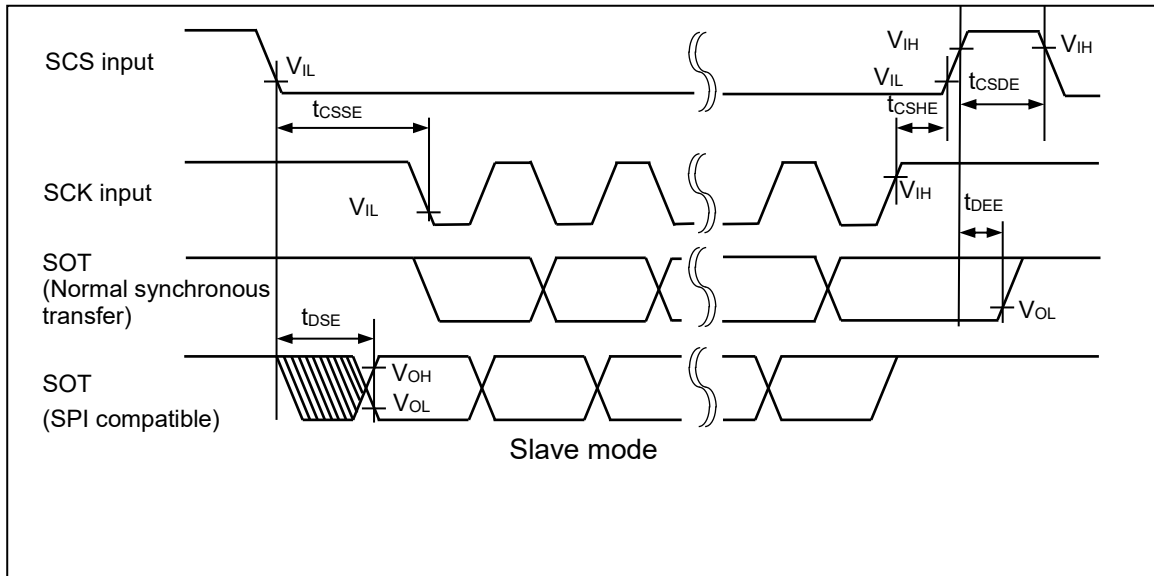 SCS input
VIL
VIH
VIL
VIH
tCSSE
tCSHE
tCSDE
SCK input
VIL
VIH
tDEE
SOT
(Normal synchronous
transfer)
VOL
tDSE
SOT
(SPI compatible)
VOH
VOL
Slave mode